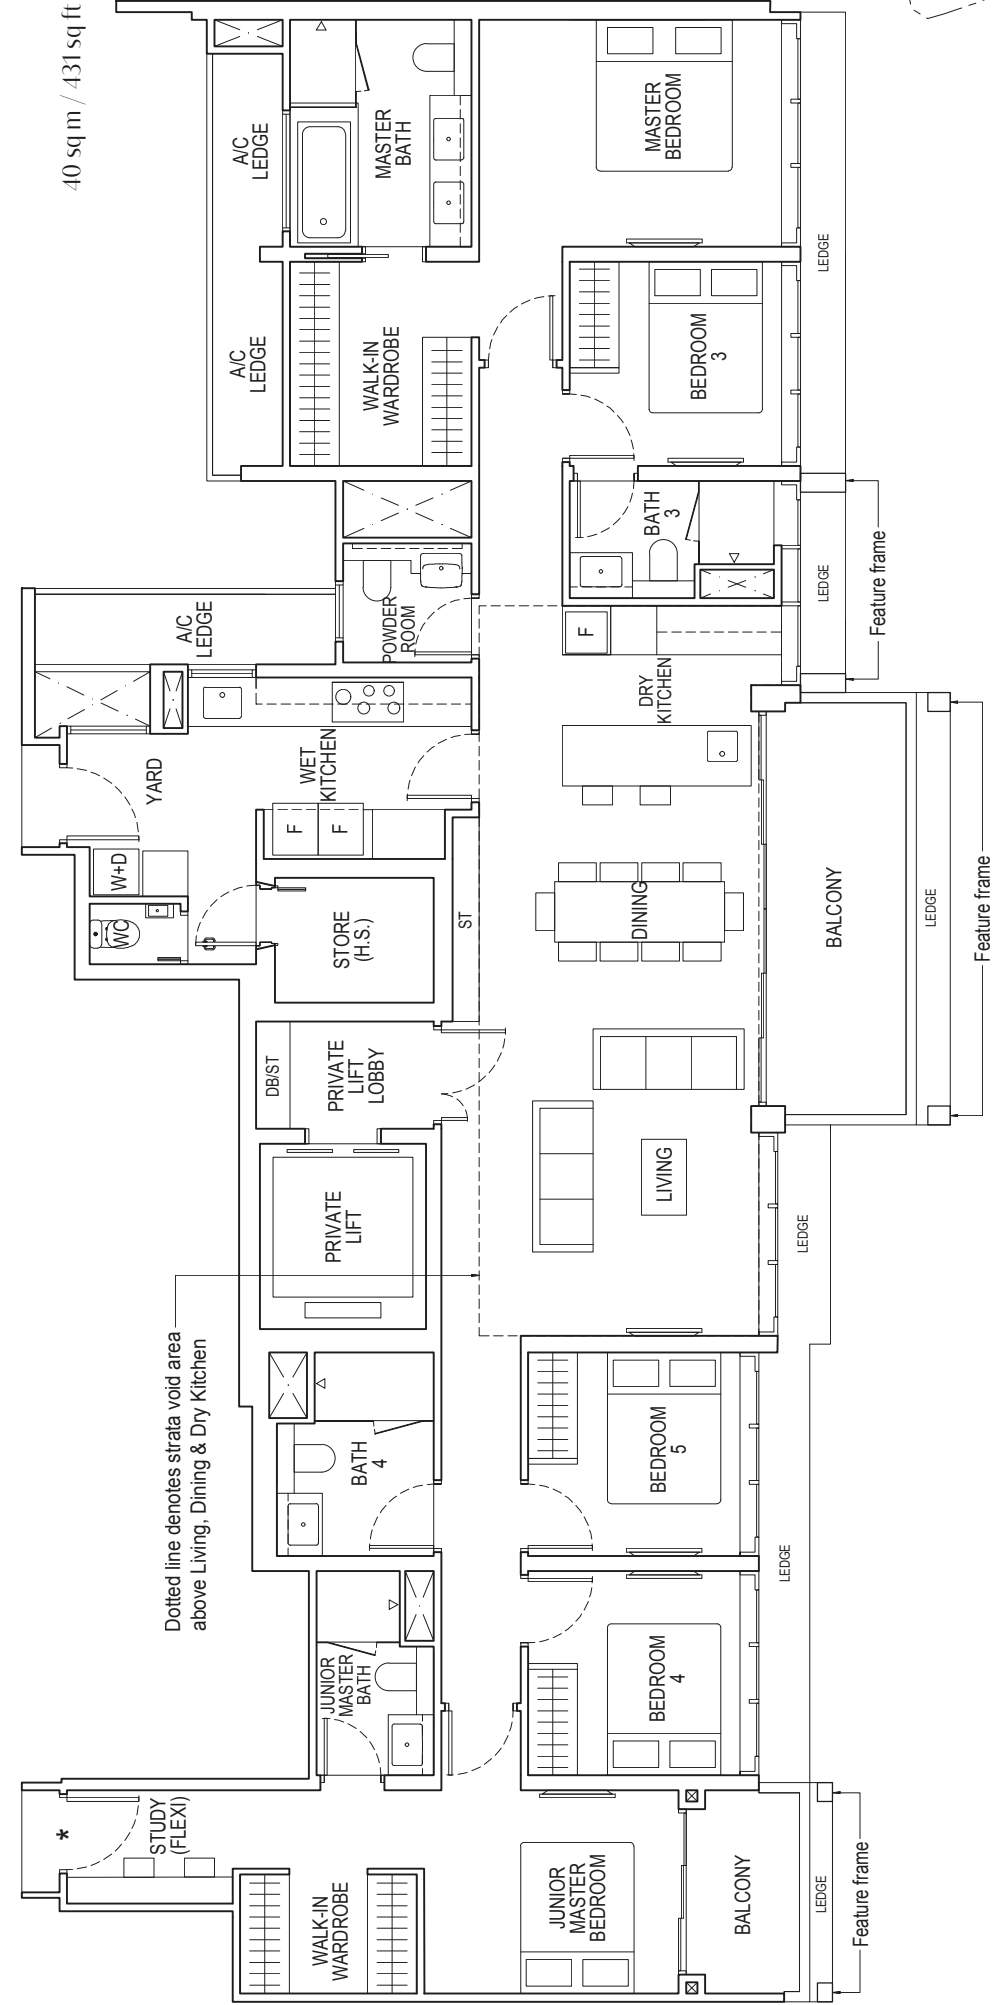 40 sq m / 431 sq ft
A/C
LEDGE
MASTER
BATH
MASTER
BEDROOM
A/C
LEDGE
WALK-IN
WARDROBE
BEDROOM
3
LEDGE
BATH
3
LEDGE
Feature frame
A/C
LEDGE
POWDER
ROOM
F
DRY
KITCHEN
YARD
WET
KITCHEN
F
F
W+D
WC
STORE
(H.S.)
ST
DINING
BALCONY
LEDGE
Feature frame
DB/ST
PRIVATE
LIFT
LOBBY
PRIVATE
LIFT
LIVING
LEDGE
Dotted line denotes strata void area
above Living, Dining & Dry Kitchen
BATH
4
BEDROOM
5
LEDGE
JUNIOR
MASTER
BATH
BEDROOM
4
*
STUDY
(FLEXI)
WALK-IN
WARDROBE
JUNIOR
MASTER
BEDROOM
BALCONY
LEDGE
Feature frame